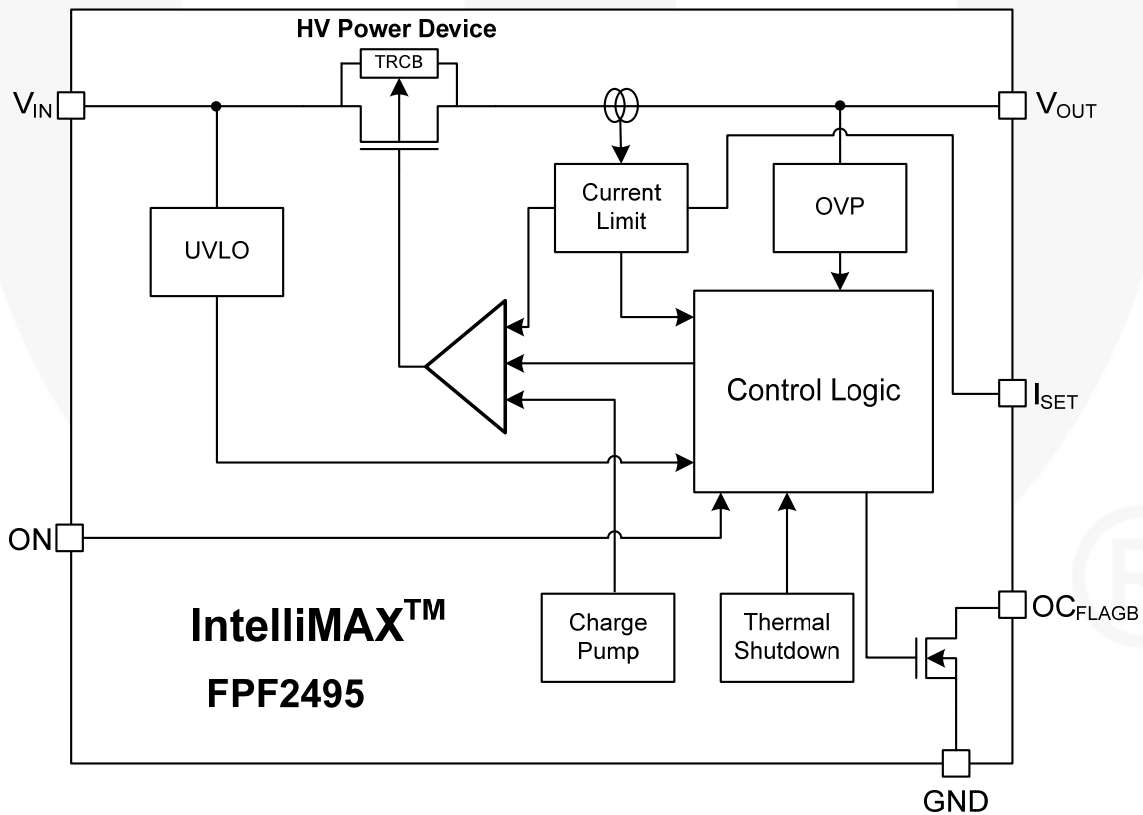 HV Power Device
TRCB
VIN
VOUT
Current
Limit
OVP
UVLO
Control Logic
ISET
ON
OCFLAGB
IntelliMAX™
FPF2495
Charge
Pump
Thermal
Shutdown
GND
®